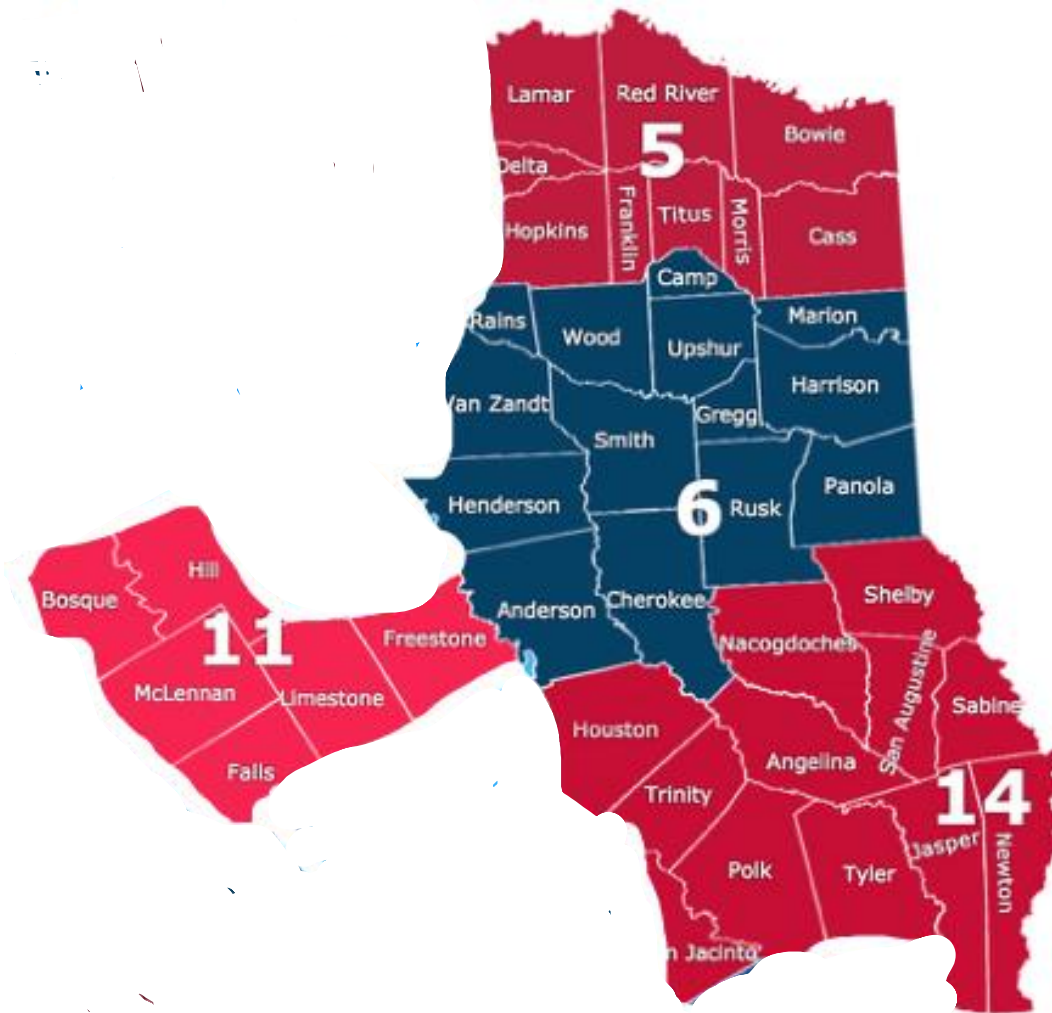 Lamar
Red River
Bowie
5
Delta
Hopkins
Franklin
Titus
Morris
Cass
Camp
Rains
Wood
Upshur
Marion
Van Zandt
Smith
Gregg
Harrison
Henderson
6
Rusk
Panola
Anderson
Cherokee
Shelby
Bosque
Hill
11
Freestone
Nacogdoches
San Augustine
Sabine
McLennan
Limestone
Falls
Houston
Angelina
Trinity
14
Polk
Tyler
Jasper
Newton
n Jacinto